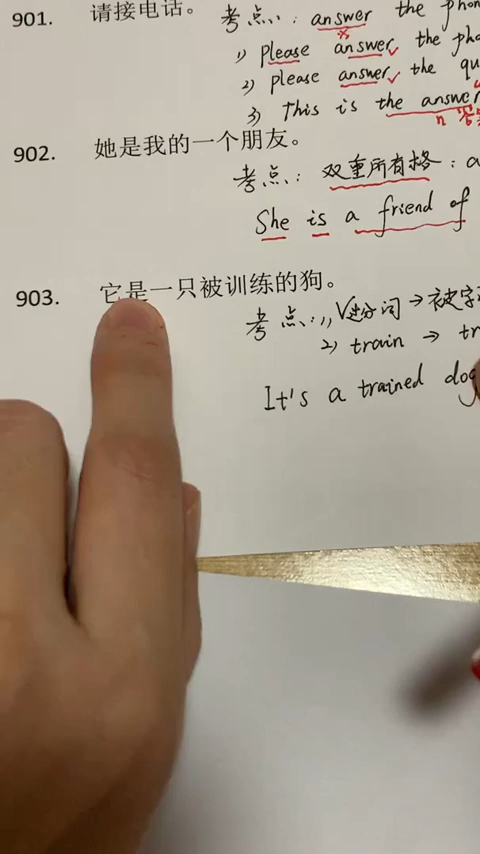 901. 请接电话。 考点: answer the phon
1) please answer the pho
2) please answer the qu
3) This is the answer
n 答
902. 她是我的一个朋友。
考点: 双重所有格: a
She is a friend of
903. 它是一只被训练的狗。
考点: 1, V过分词→被字
2) train → tr
It's a trained dog